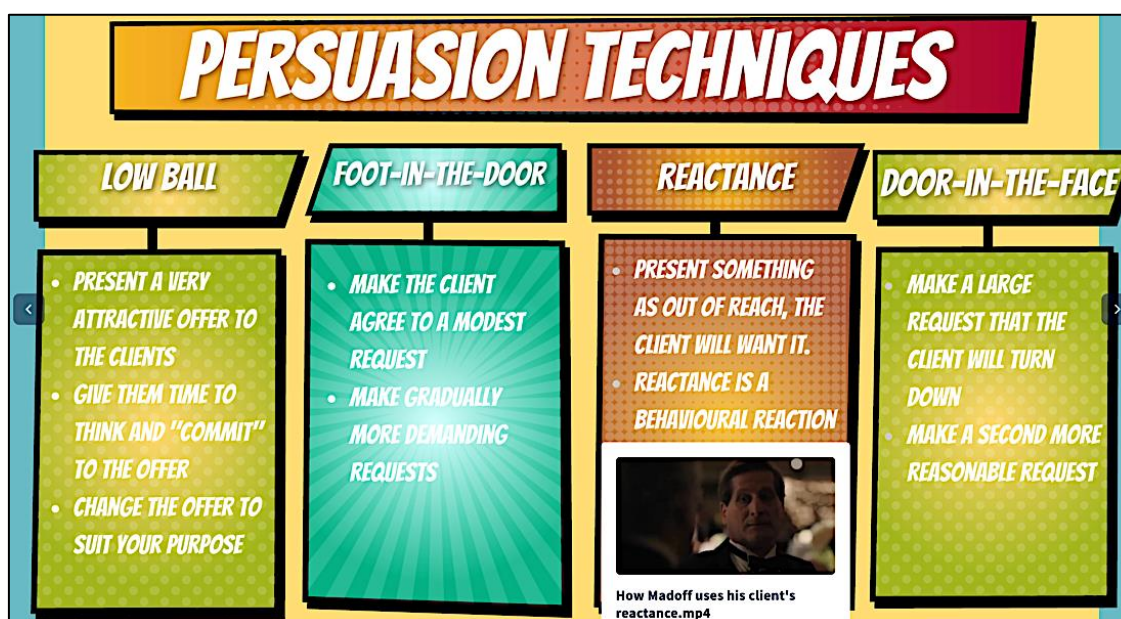 PERSUASION TECHNIQUES
LOW BALL
PRESENT A VERY
ATTRACTIVE OFFER TO
THE CLIENTS
GIVE THEM TIME TO
THINK AND "COMMIT"
TO THE OFFER
CHANGE THE OFFER TO
SUIT YOUR PURPOSE
FOOT-IN-THE-DOOR
MAKE THE CLIENT
AGREE TO A MODEST
REQUEST
MAKE GRADUALLY
MORE DEMANDING
REQUESTS
REACTANCE
PRESENT SOMETHING
AS OUT OF REACH, THE
CLIENT WILL WANT IT.
REACTANCE IS A
BEHAVIOURAL REACTION
How Madoff uses his client's
reactance.mp4
DOOR-IN-THE-FACE
MAKE A LARGE
REQUEST THAT THE
CLIENT WILL TURN
DOWN
MAKE A SECOND MORE
REASONABLE REQUEST